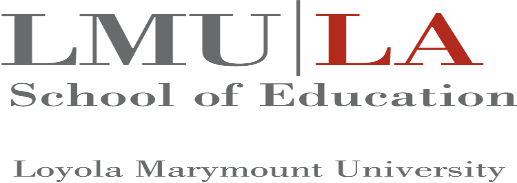 LMU|LA
School of Education
Loyola Marymount University